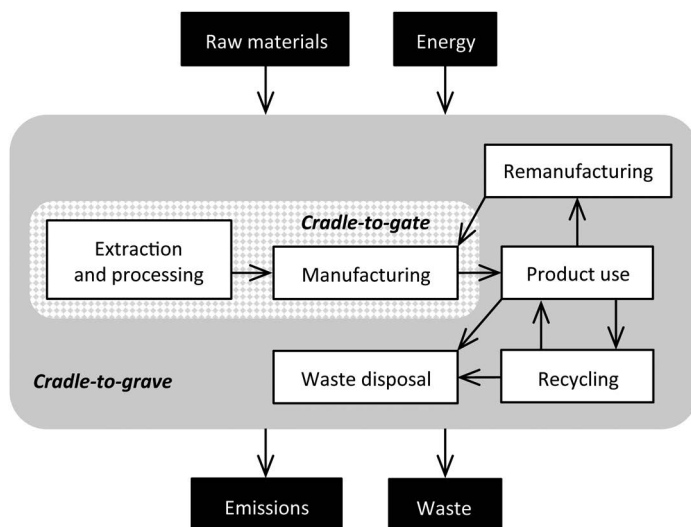 Raw materials
Energy
Remanufacturing
Cradle-to-gate
Extraction
and processing
Manufacturing
Product use
Cradle-to-grave
Waste disposal
Recycling
Emissions
Waste